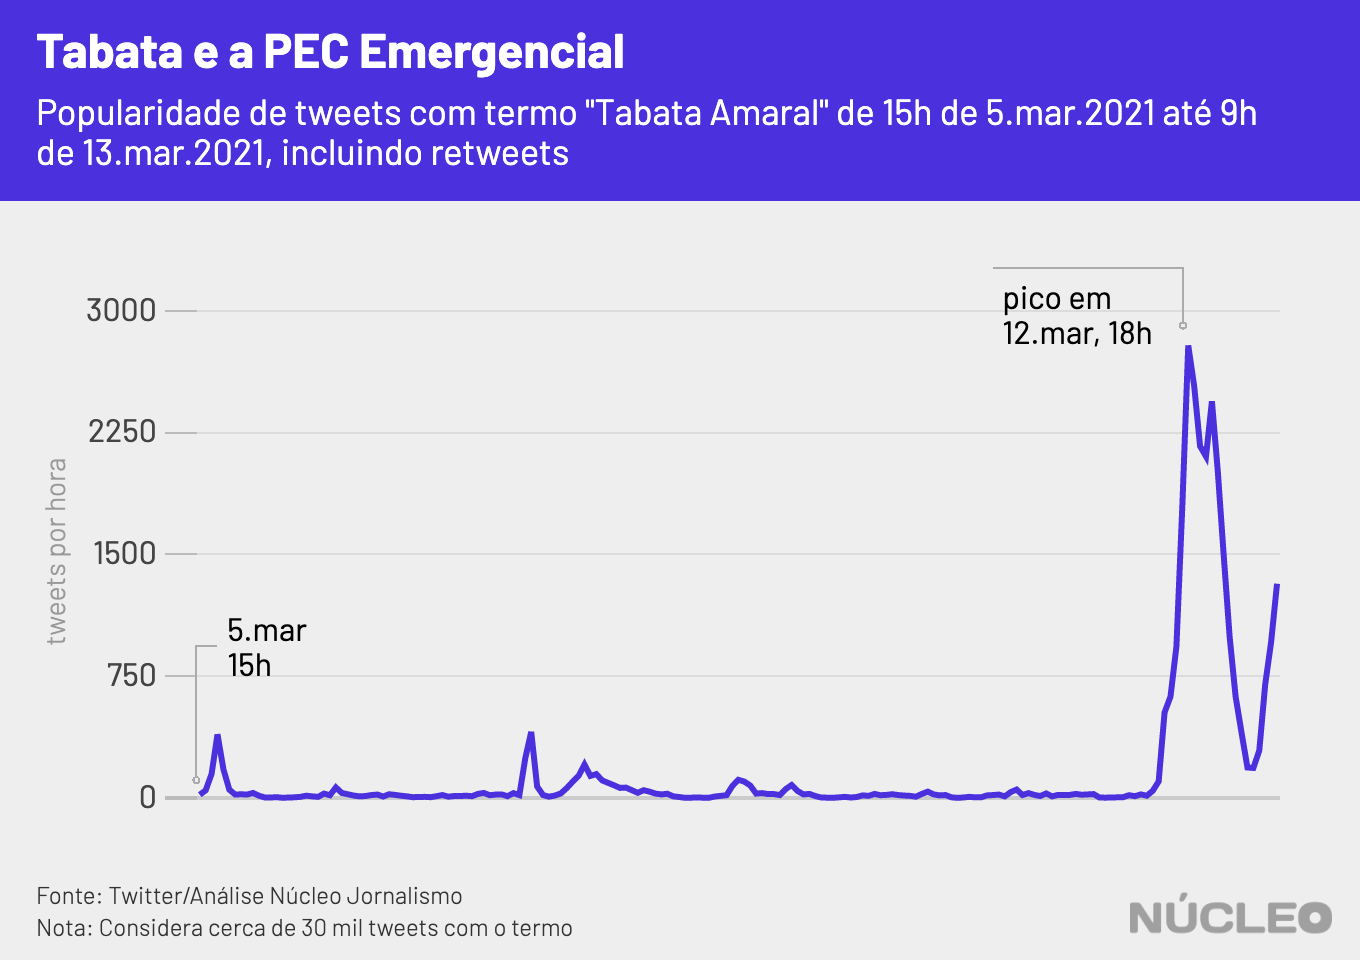 Tabata e a PEC Emergencial
Popularidade de tweets com termo "Tabata Amaral" de 15h de 5.mar.2021 até 9h
de 13.mar.2021, incluindo retweets
pico em
12.mar, 18h
3000
2250
1500
750
0
tweets por hora
5.mar
15h
Fonte: Twitter/Análise Núcleo Jornalismo
Nota: Considera cerca de 30 mil tweets com o termo
NÚCLEO